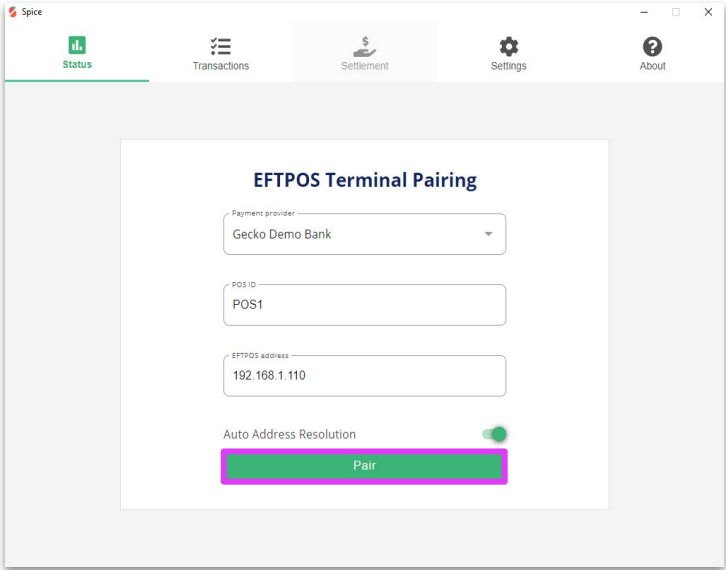 Spice
Status
Transactions
Settlement
Settings
About
EFTPOS Terminal Pairing
Payment provider
Gecko Demo Bank
POS ID
POS1
EFTPOS address
192.168.1.110
Auto Address Resolution
Pair